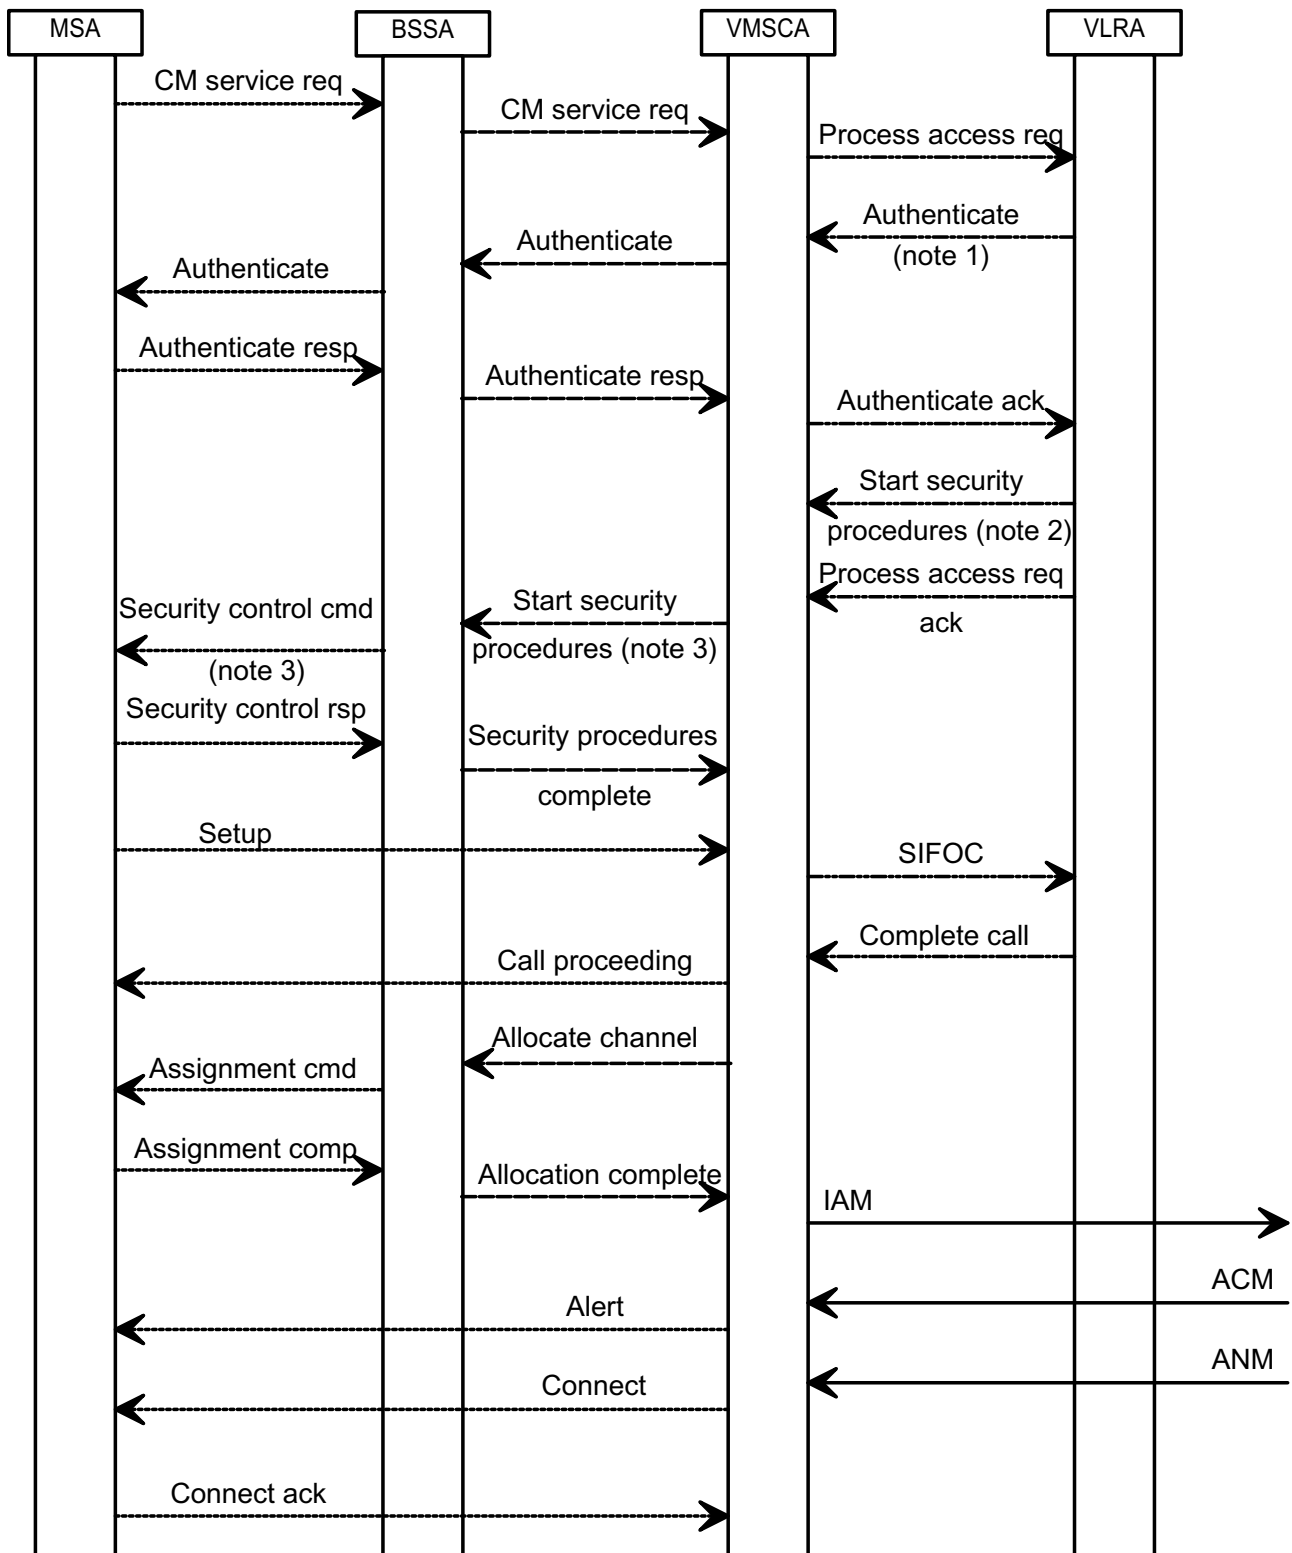 MSA
BSSA
VMSCA
VLRA
CM service req
CM service req
Process access req
Authenticate
(note 1)
Authenticate
Authenticate
Authenticate resp
Authenticate resp
Authenticate ack
Start security
procedures (note 2)
Process access req
ack
Start security
procedures (note 3)
Security control cmd
(note 3)
Security control rsp
Security procedures
complete
Setup
SIFOC
Complete call
Call proceeding
Allocate channel
Assignment cmd
Assignment comp
Allocation complete
IAM
ACM
Alert
ANM
Connect
Connect ack